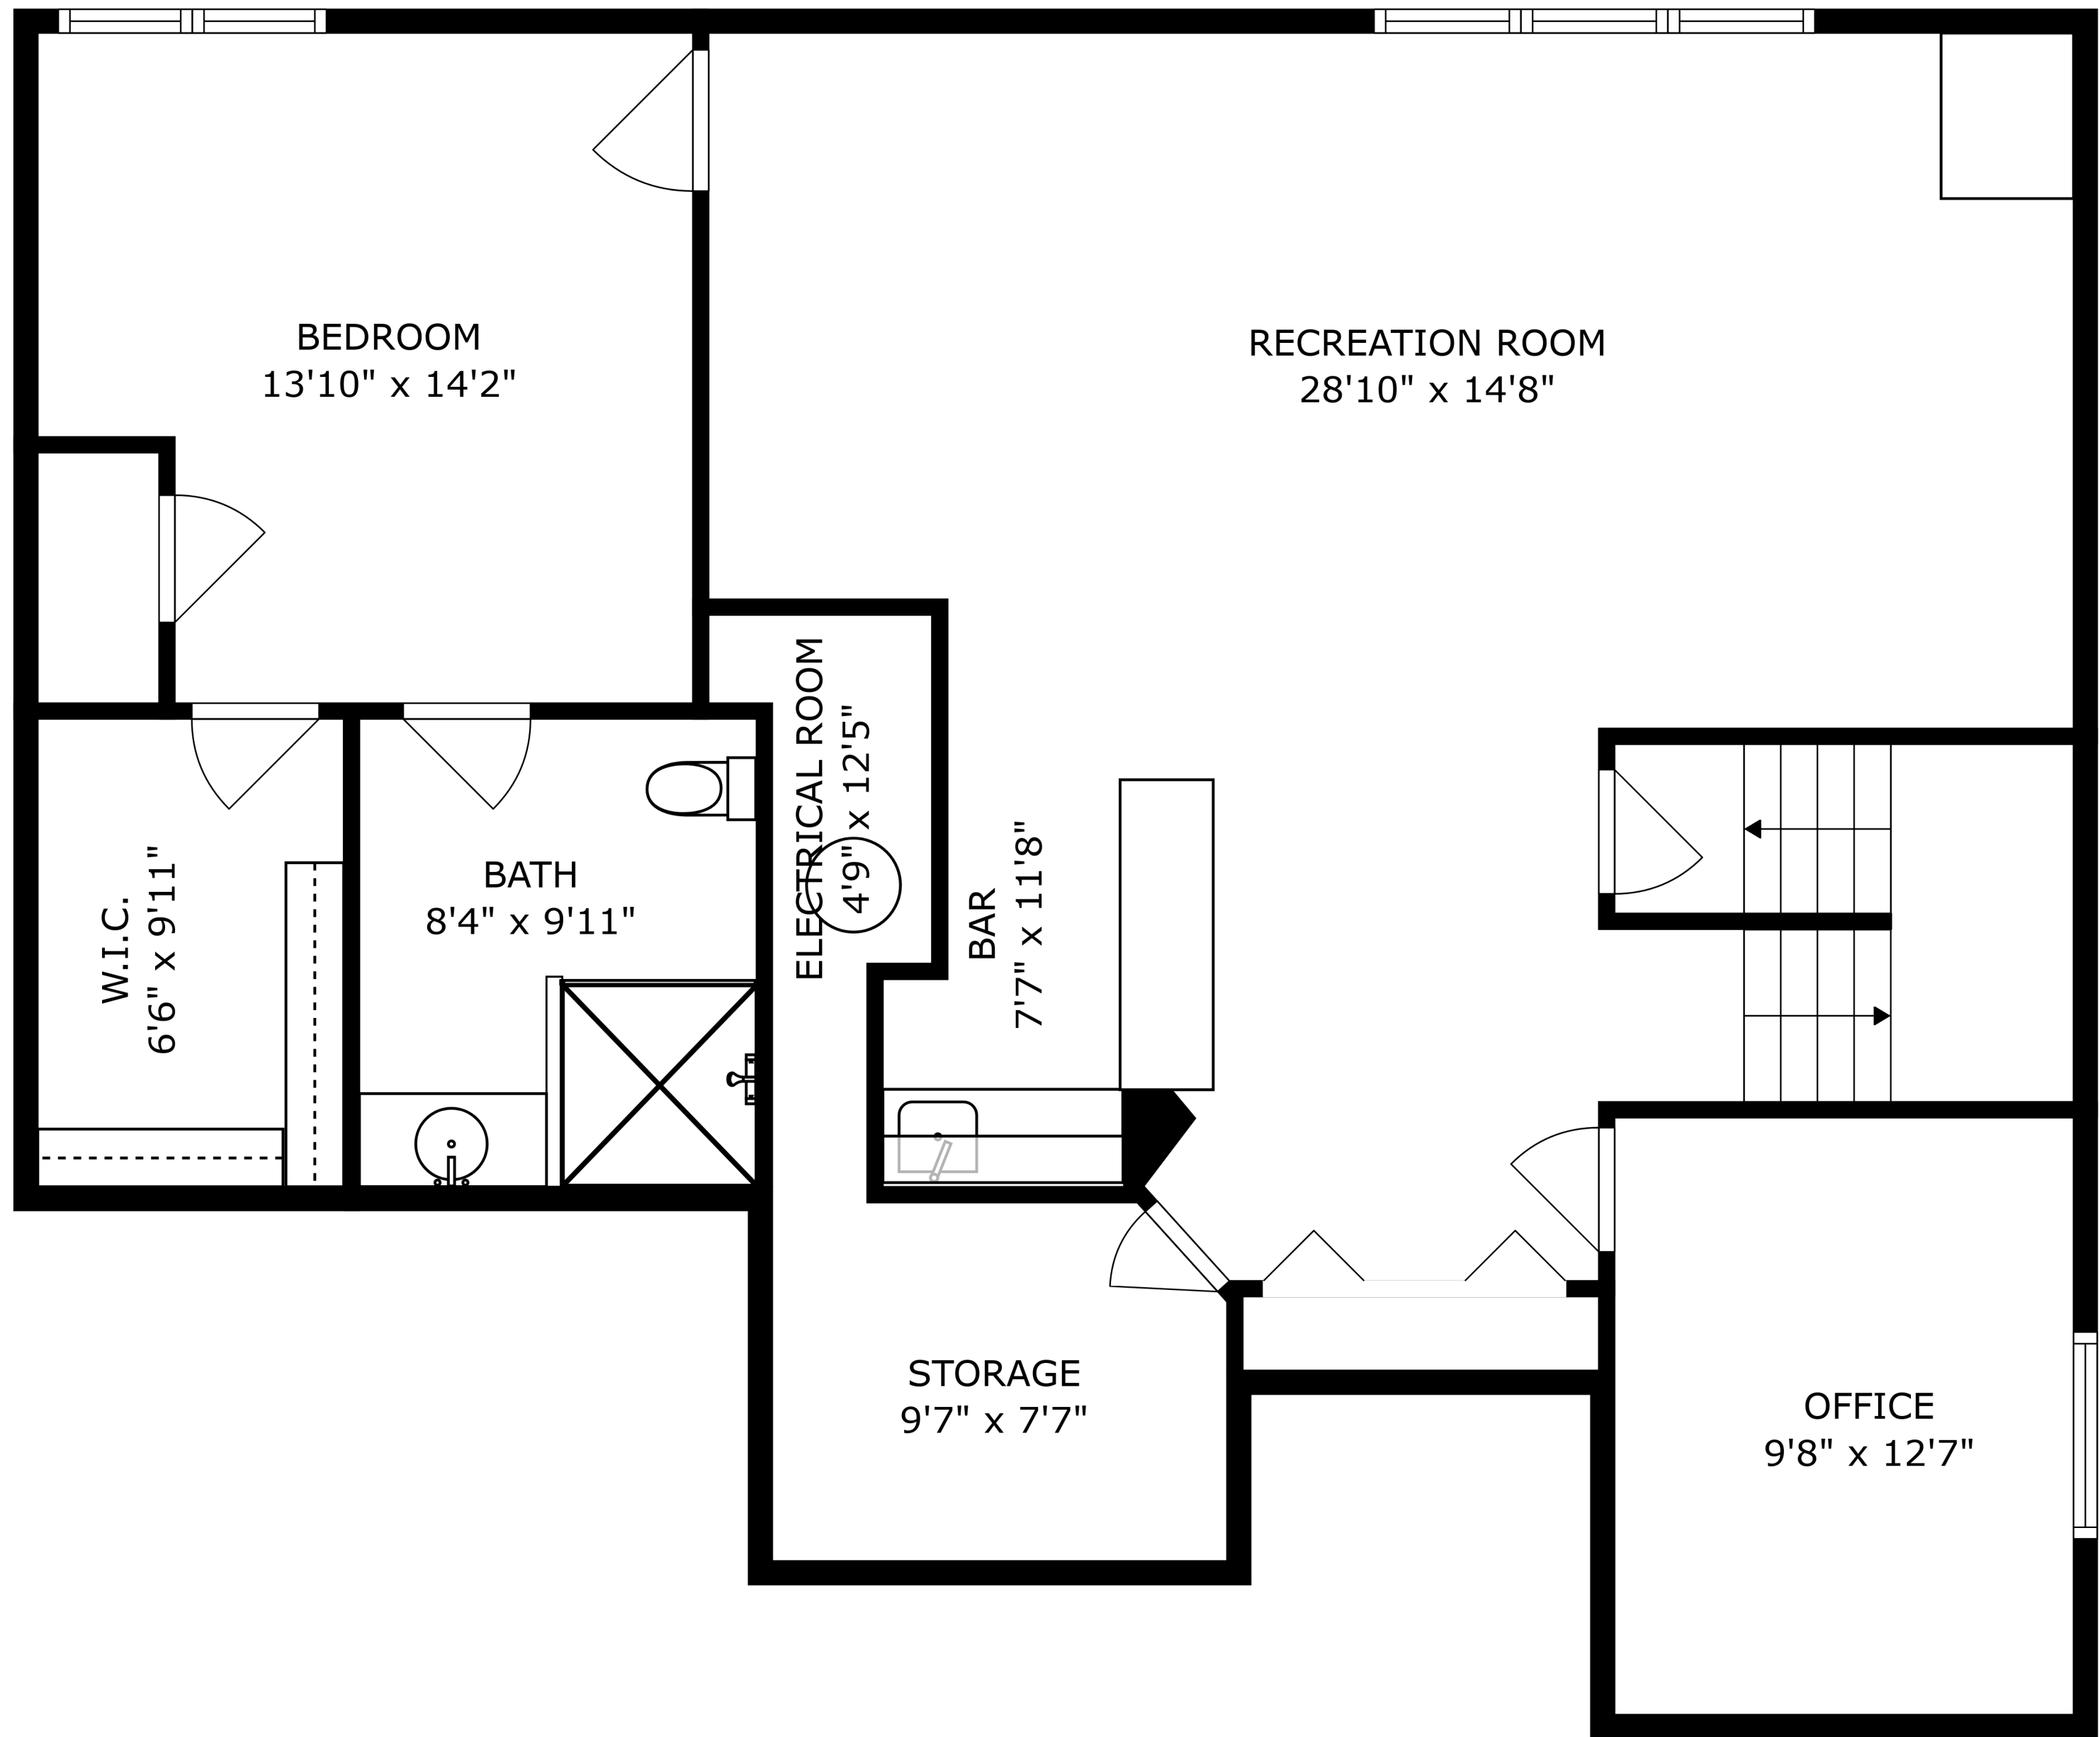 BEDROOM
13'10" x 14'2"
RECREATION ROOM
28'10" x 14'8"
ELECTRICAL ROOM
4'9" x 12'5"
BAR
7'7" x 11'8"
W.I.C.
6'6" x 9'11"
BATH
8'4" x 9'11"
STORAGE
9'7" x 7'7"
OFFICE
9'8" x 12'7"